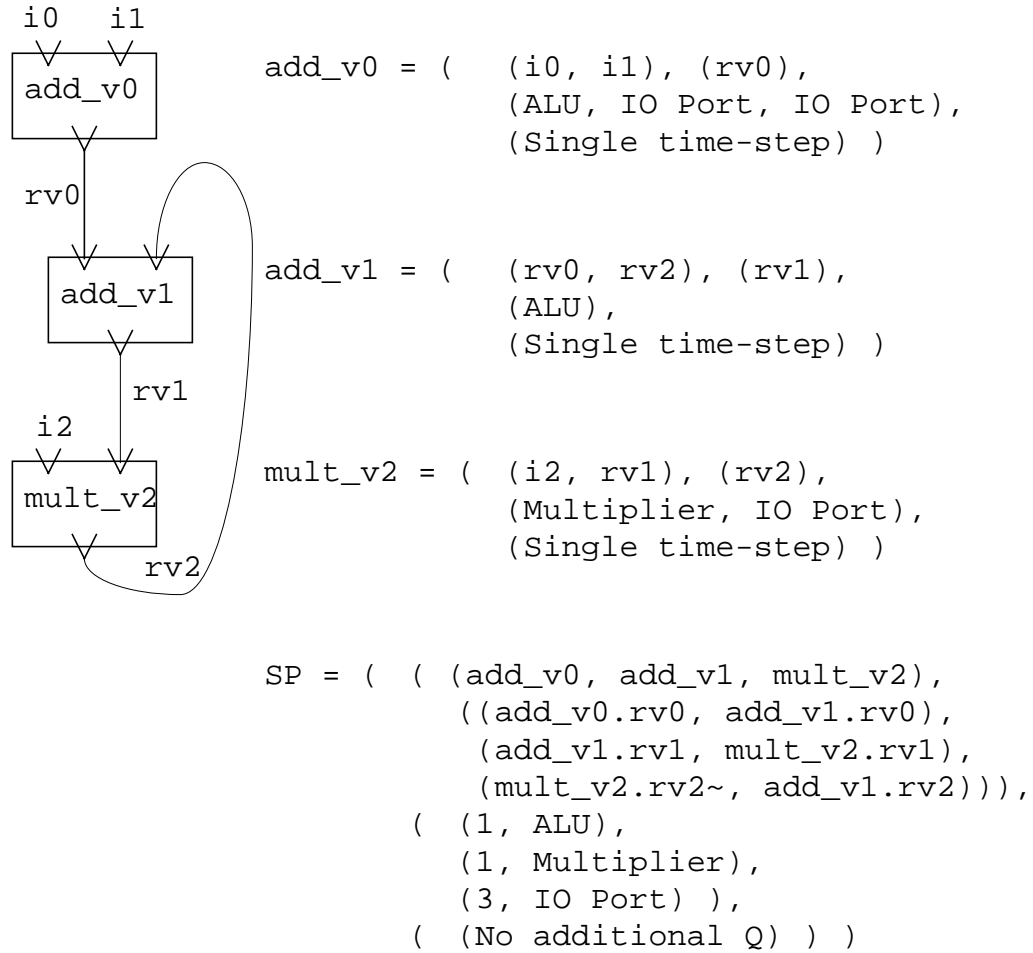 i0 i1
add_v0
rv0
add_v1
rv1
i2
mult_v2
rv2
add_v0 = ( (i0, i1), (rv0),
(ALU, IO Port, IO Port),
(Single time-step) )
add_v1 = ( (rv0, rv2), (rv1),
(ALU),
(Single time-step) )
mult_v2 = ( (i2, rv1), (rv2),
(Multiplier, IO Port),
(Single time-step) )
SP = ( ( (add_v0, add_v1, mult_v2),
((add_v0.rv0, add_v1.rv0),
(add_v1.rv1, mult_v2.rv1),
(mult_v2.rv2~, add_v1.rv2))),
( (1, ALU),
(1, Multiplier),
(3, IO Port) ),
( (No additional Q) ) )